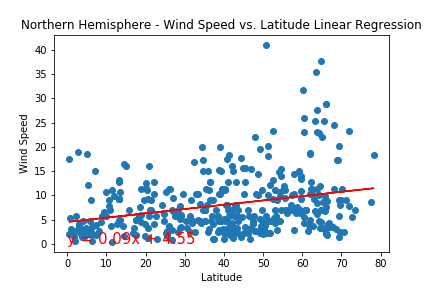 Northern Hemisphere - Wind Speed vs. Latitude Linear Regression
40
35
30
25
20
15
10
5
0
Wind Speed
y = 0.09x + 4.55
0 10 20 30 40 50 60 70 80
Latitude